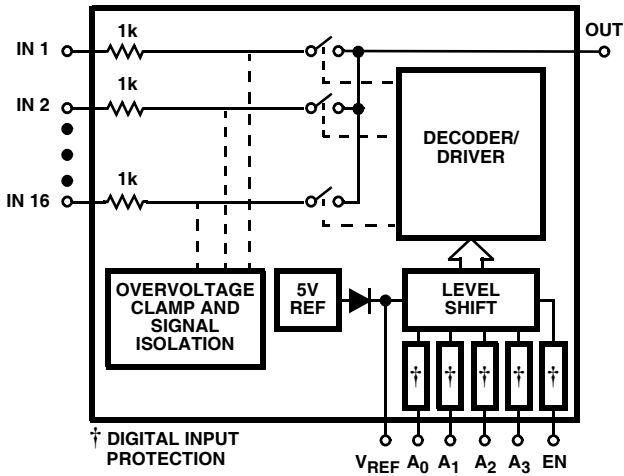 1k
OUT
IN 1
1k
IN 2
DECODER/
DRIVER
1k
IN 16
OVERVOLTAGE
CLAMP AND
SIGNAL
ISOLATION
5V
REF
LEVEL
SHIFT
† † † † †
† DIGITAL INPUT
PROTECTION
VREF A0 A1 A2 A3 EN